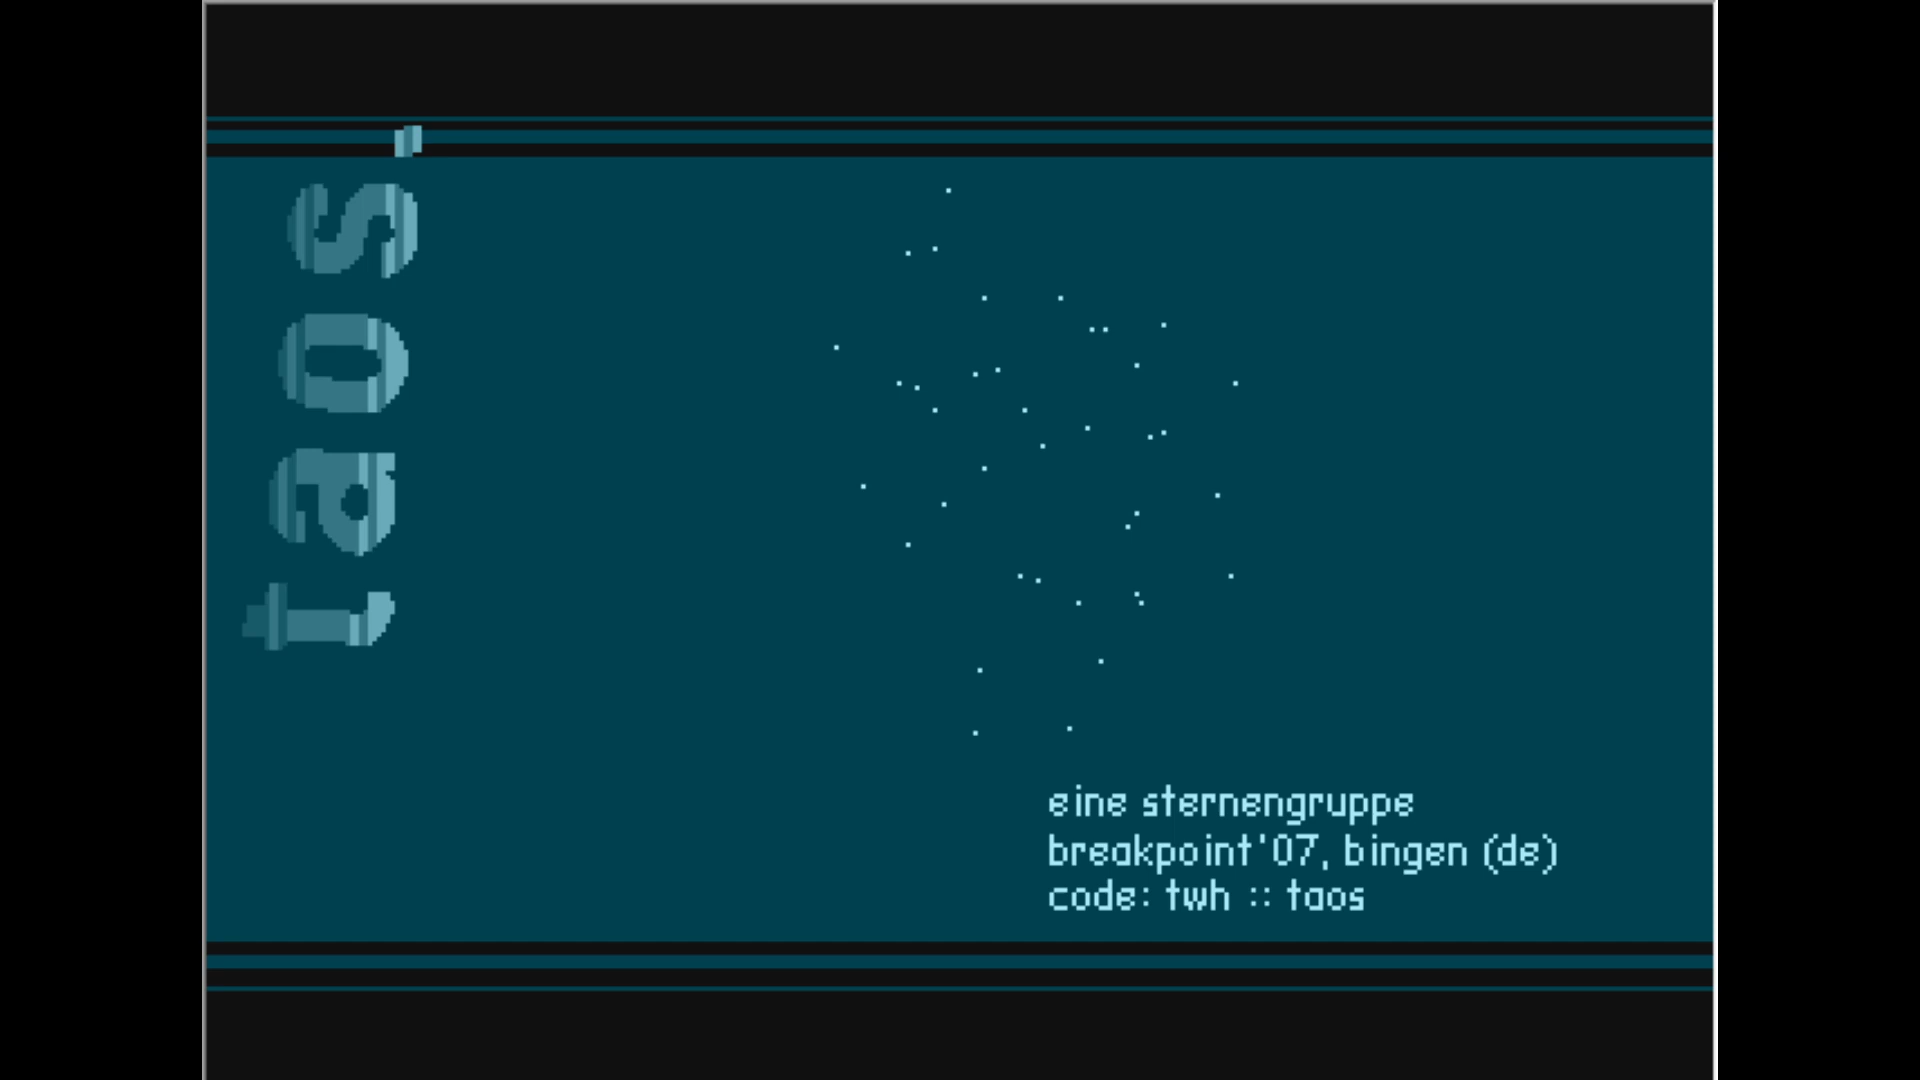 taos'
eine sternengruppe
breakpoint'07, bingen (de)
code: twh :: taos